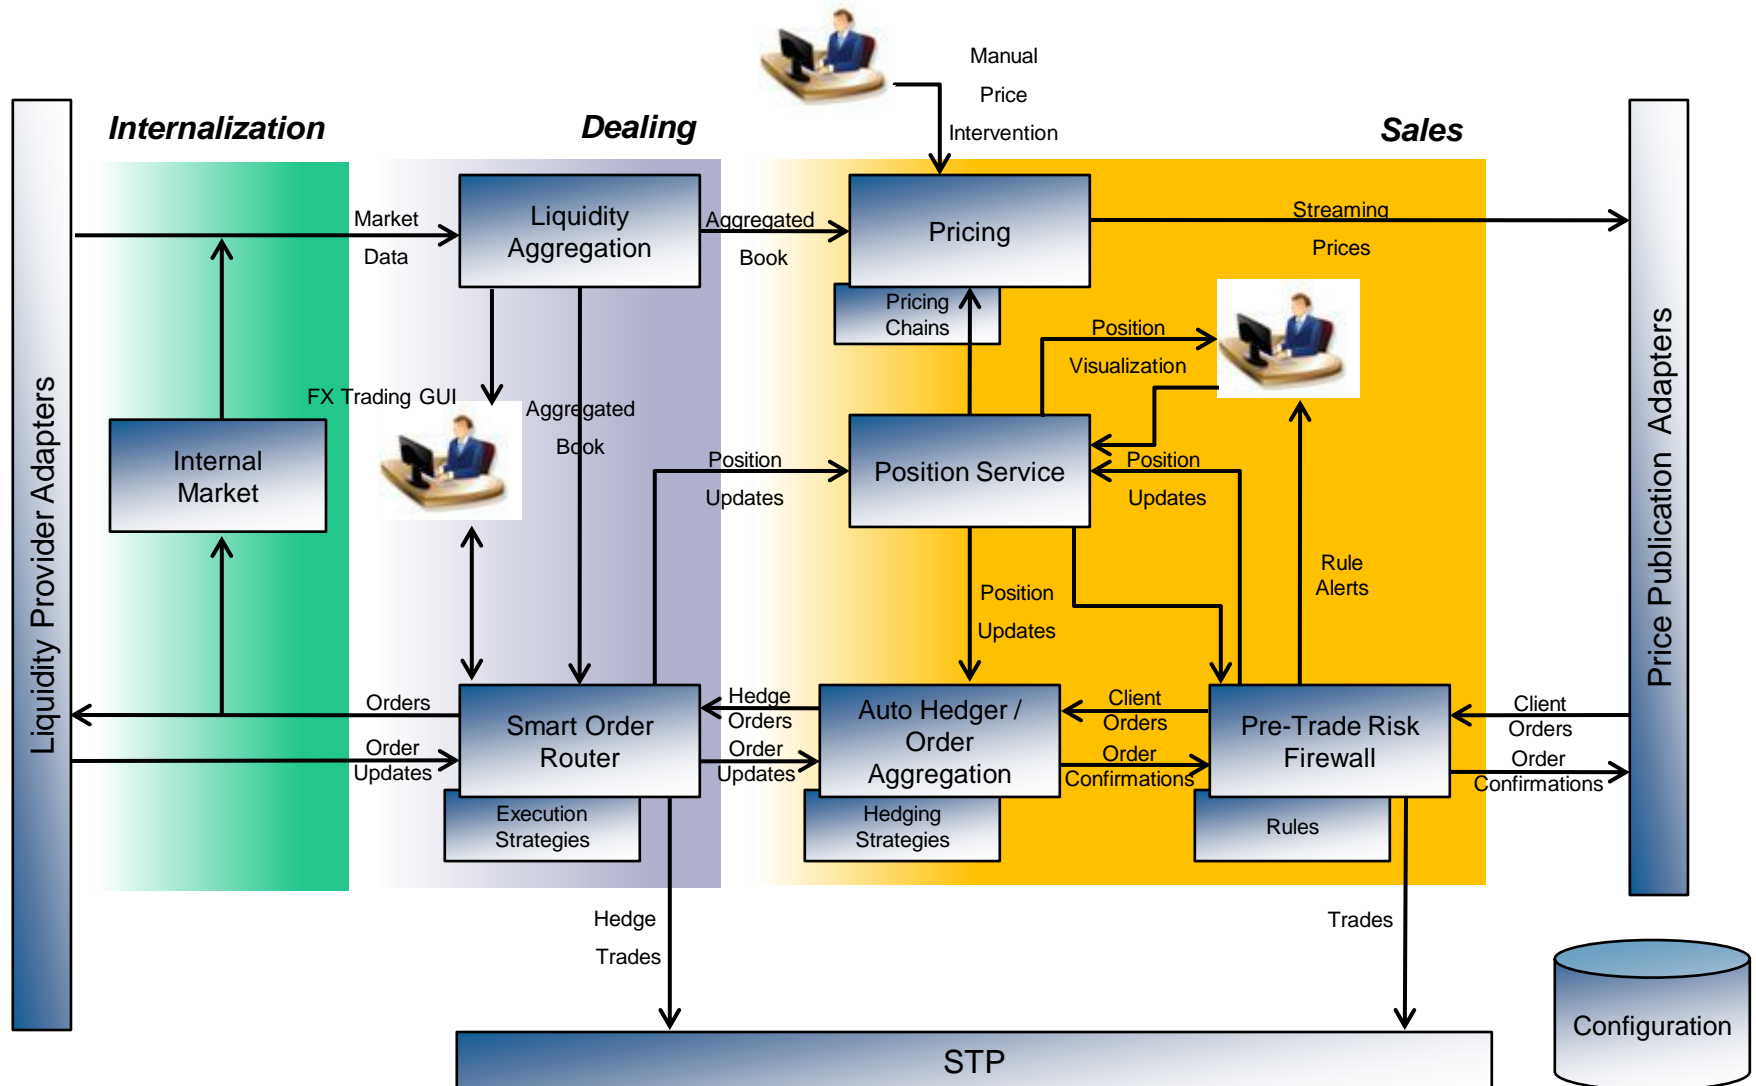 Manual
Price
Intervention
Internalization
Dealing
Sales
Liquidity Provider Adapters
Market
Data
Liquidity
Aggregation
Aggregated
Book
Pricing
Pricing
Chains
Streaming
Prices
Price Publication Adapters
FX Trading GUI
Aggregated
Book
Position
Visualization
Internal
Market
Position
Updates
Position Service
Position
Updates
Position
Updates
Rule
Alerts
Orders
Order
Updates
Smart Order
Router
Execution
Strategies
Hedge
Orders
Order
Updates
Auto Hedger /
Order
Aggregation
Hedging
Strategies
Client
Orders
Order
Confirmations
Pre-Trade Risk
Firewall
Rules
Client
Orders
Order
Confirmations
Hedge
Trades
Trades
STP
Configuration